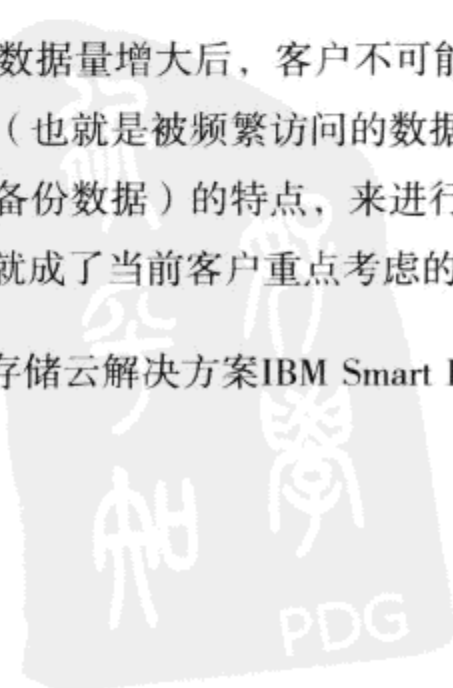 数据量增大后，客户不可能
（也就是被频繁访问的数据
备份数据）的特点，来进行
就成了当前客户重点考虑的
存储云解决方案IBM Smart
PDG